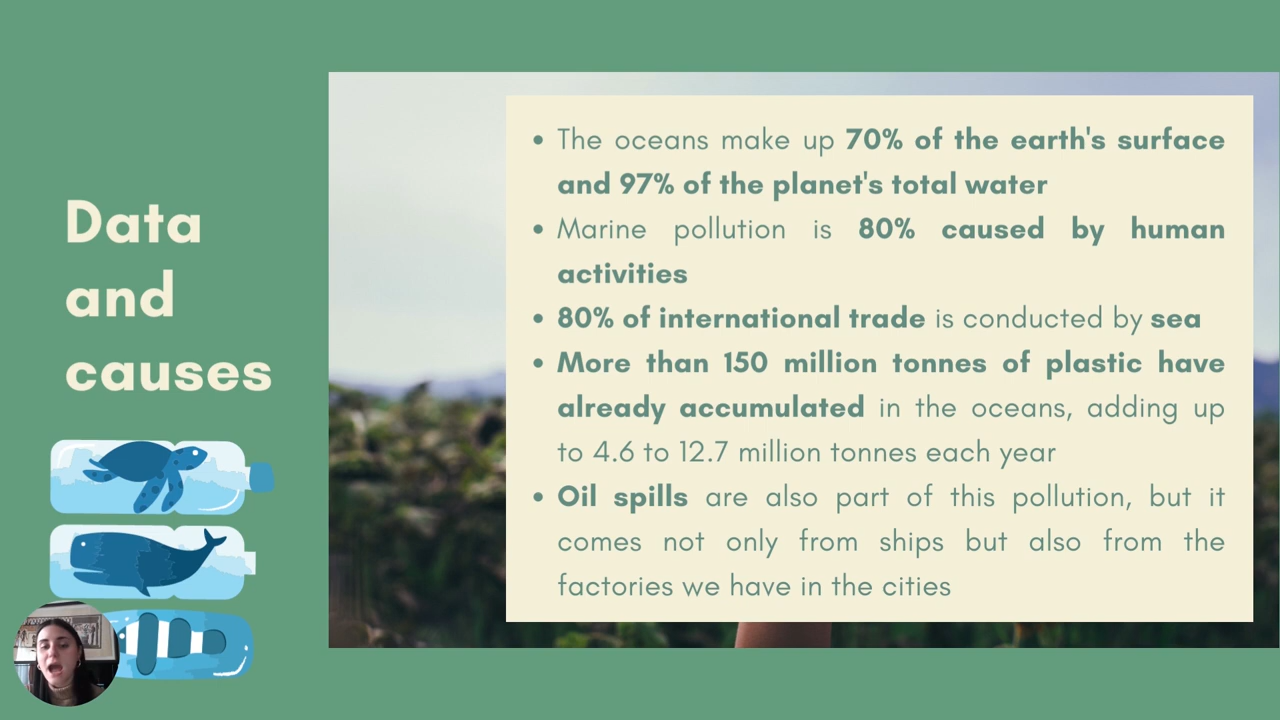 Data
and
causes
• The oceans make up 70% of the earth's surface
and 97% of the planet's total water
• Marine pollution is 80% caused by human
activities
• 80% of international trade is conducted by sea
• More than 150 million tonnes of plastic have
already accumulated in the oceans, adding up
to 4.6 to 12.7 million tonnes each year
• Oil spills are also part of this pollution, but it
comes not only from ships but also from the
factories we have in the cities